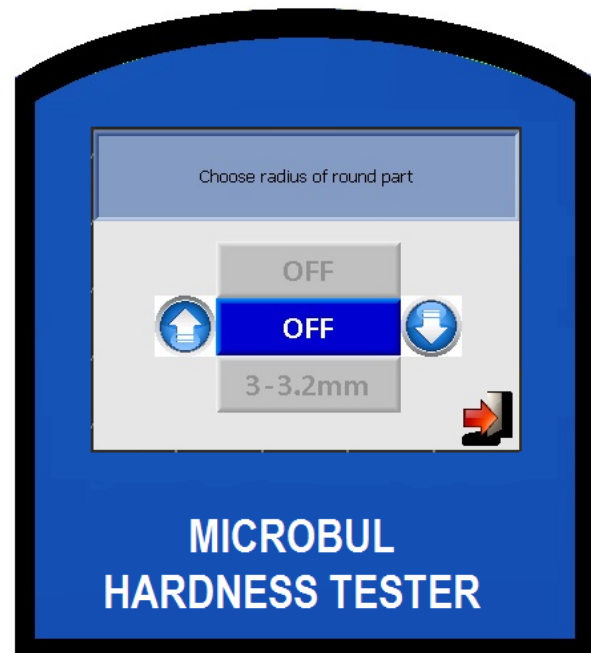 Choose radius of round part
OFF
OFF
3-3.2mm
MICROBUL
HARDNESS TESTER